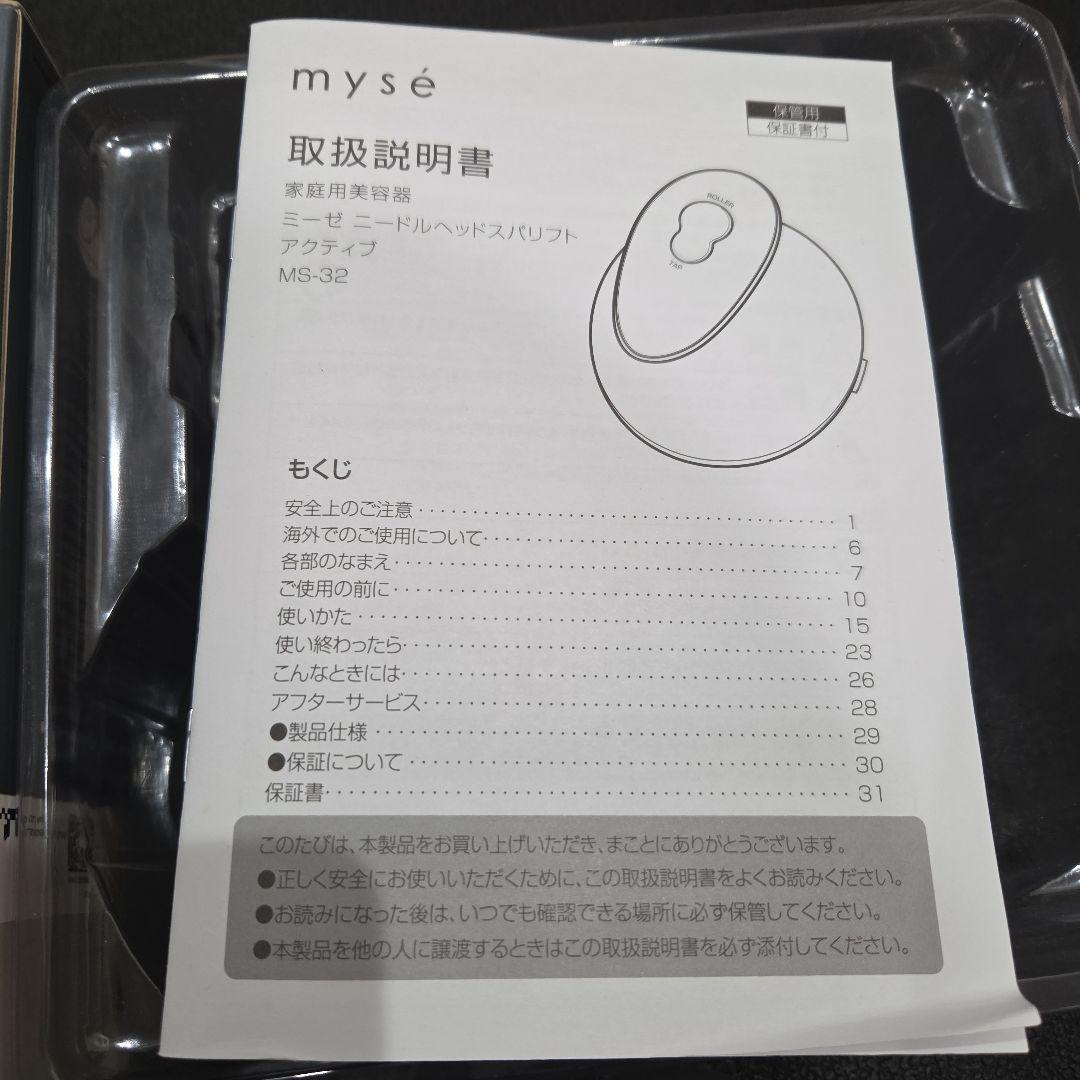 mysé
保管用
保証書付
取扱説明書
家庭用美容器
ミーゼ ニードルヘッドスパリフト
アクティブ
MS-32
ROLLER
TAP
もくじ
安全上のご注意 1
海外でのご使用について 6
各部のなまえ 7
ご使用の前に 10
使いかた 15
使い終わったら 23
こんなときには 26
アフターサービス 28
●製品仕様 29
●保証について 30
保証書 31
このたびは、本製品をお買い上げいただき、まことにありがとうございます。
●正しく安全にお使いいただくために、この取扱説明書をよくお読みください。
●お読みになった後は、いつでも確認できる場所に必ず保管してください。
●本製品を他の人に譲渡するときはこの取扱説明書を必ず添付してください。